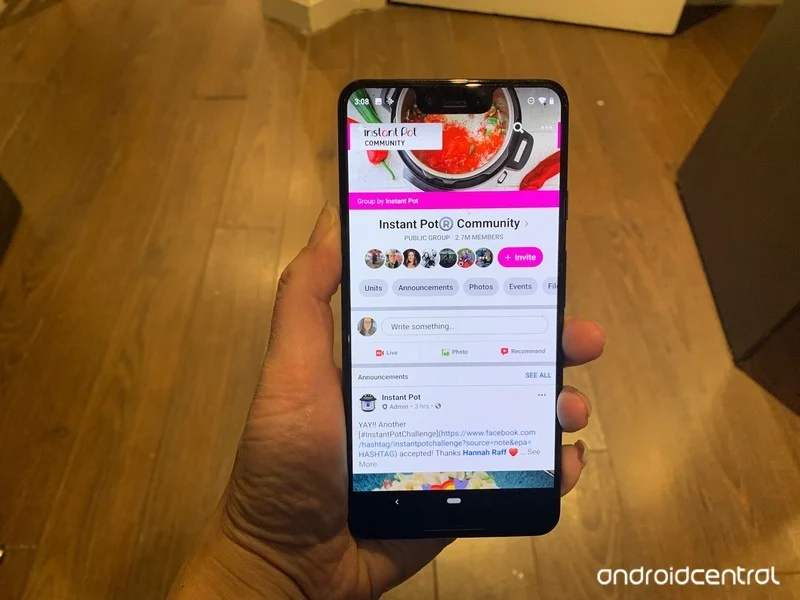 3:08
instant Pot
COMMUNITY
Group by Instant Pot
Instant Pot® Community
PUBLIC GROUP · 2.7M MEMBERS
+ Invite
Units Announcements Photos Events Fil
Write something...
Live Photo Recommend
Announcements SEE ALL
Instant Pot
Admin • 3 hrs •
YAY!! Another
[#InstantPotChallenge](https://www.facebook.com
/hashtag/instantpotchallenge?source=note&epa=
HASHTAG) accepted! Thanks Hannah Raff ❤ ... See
More
androidcentral